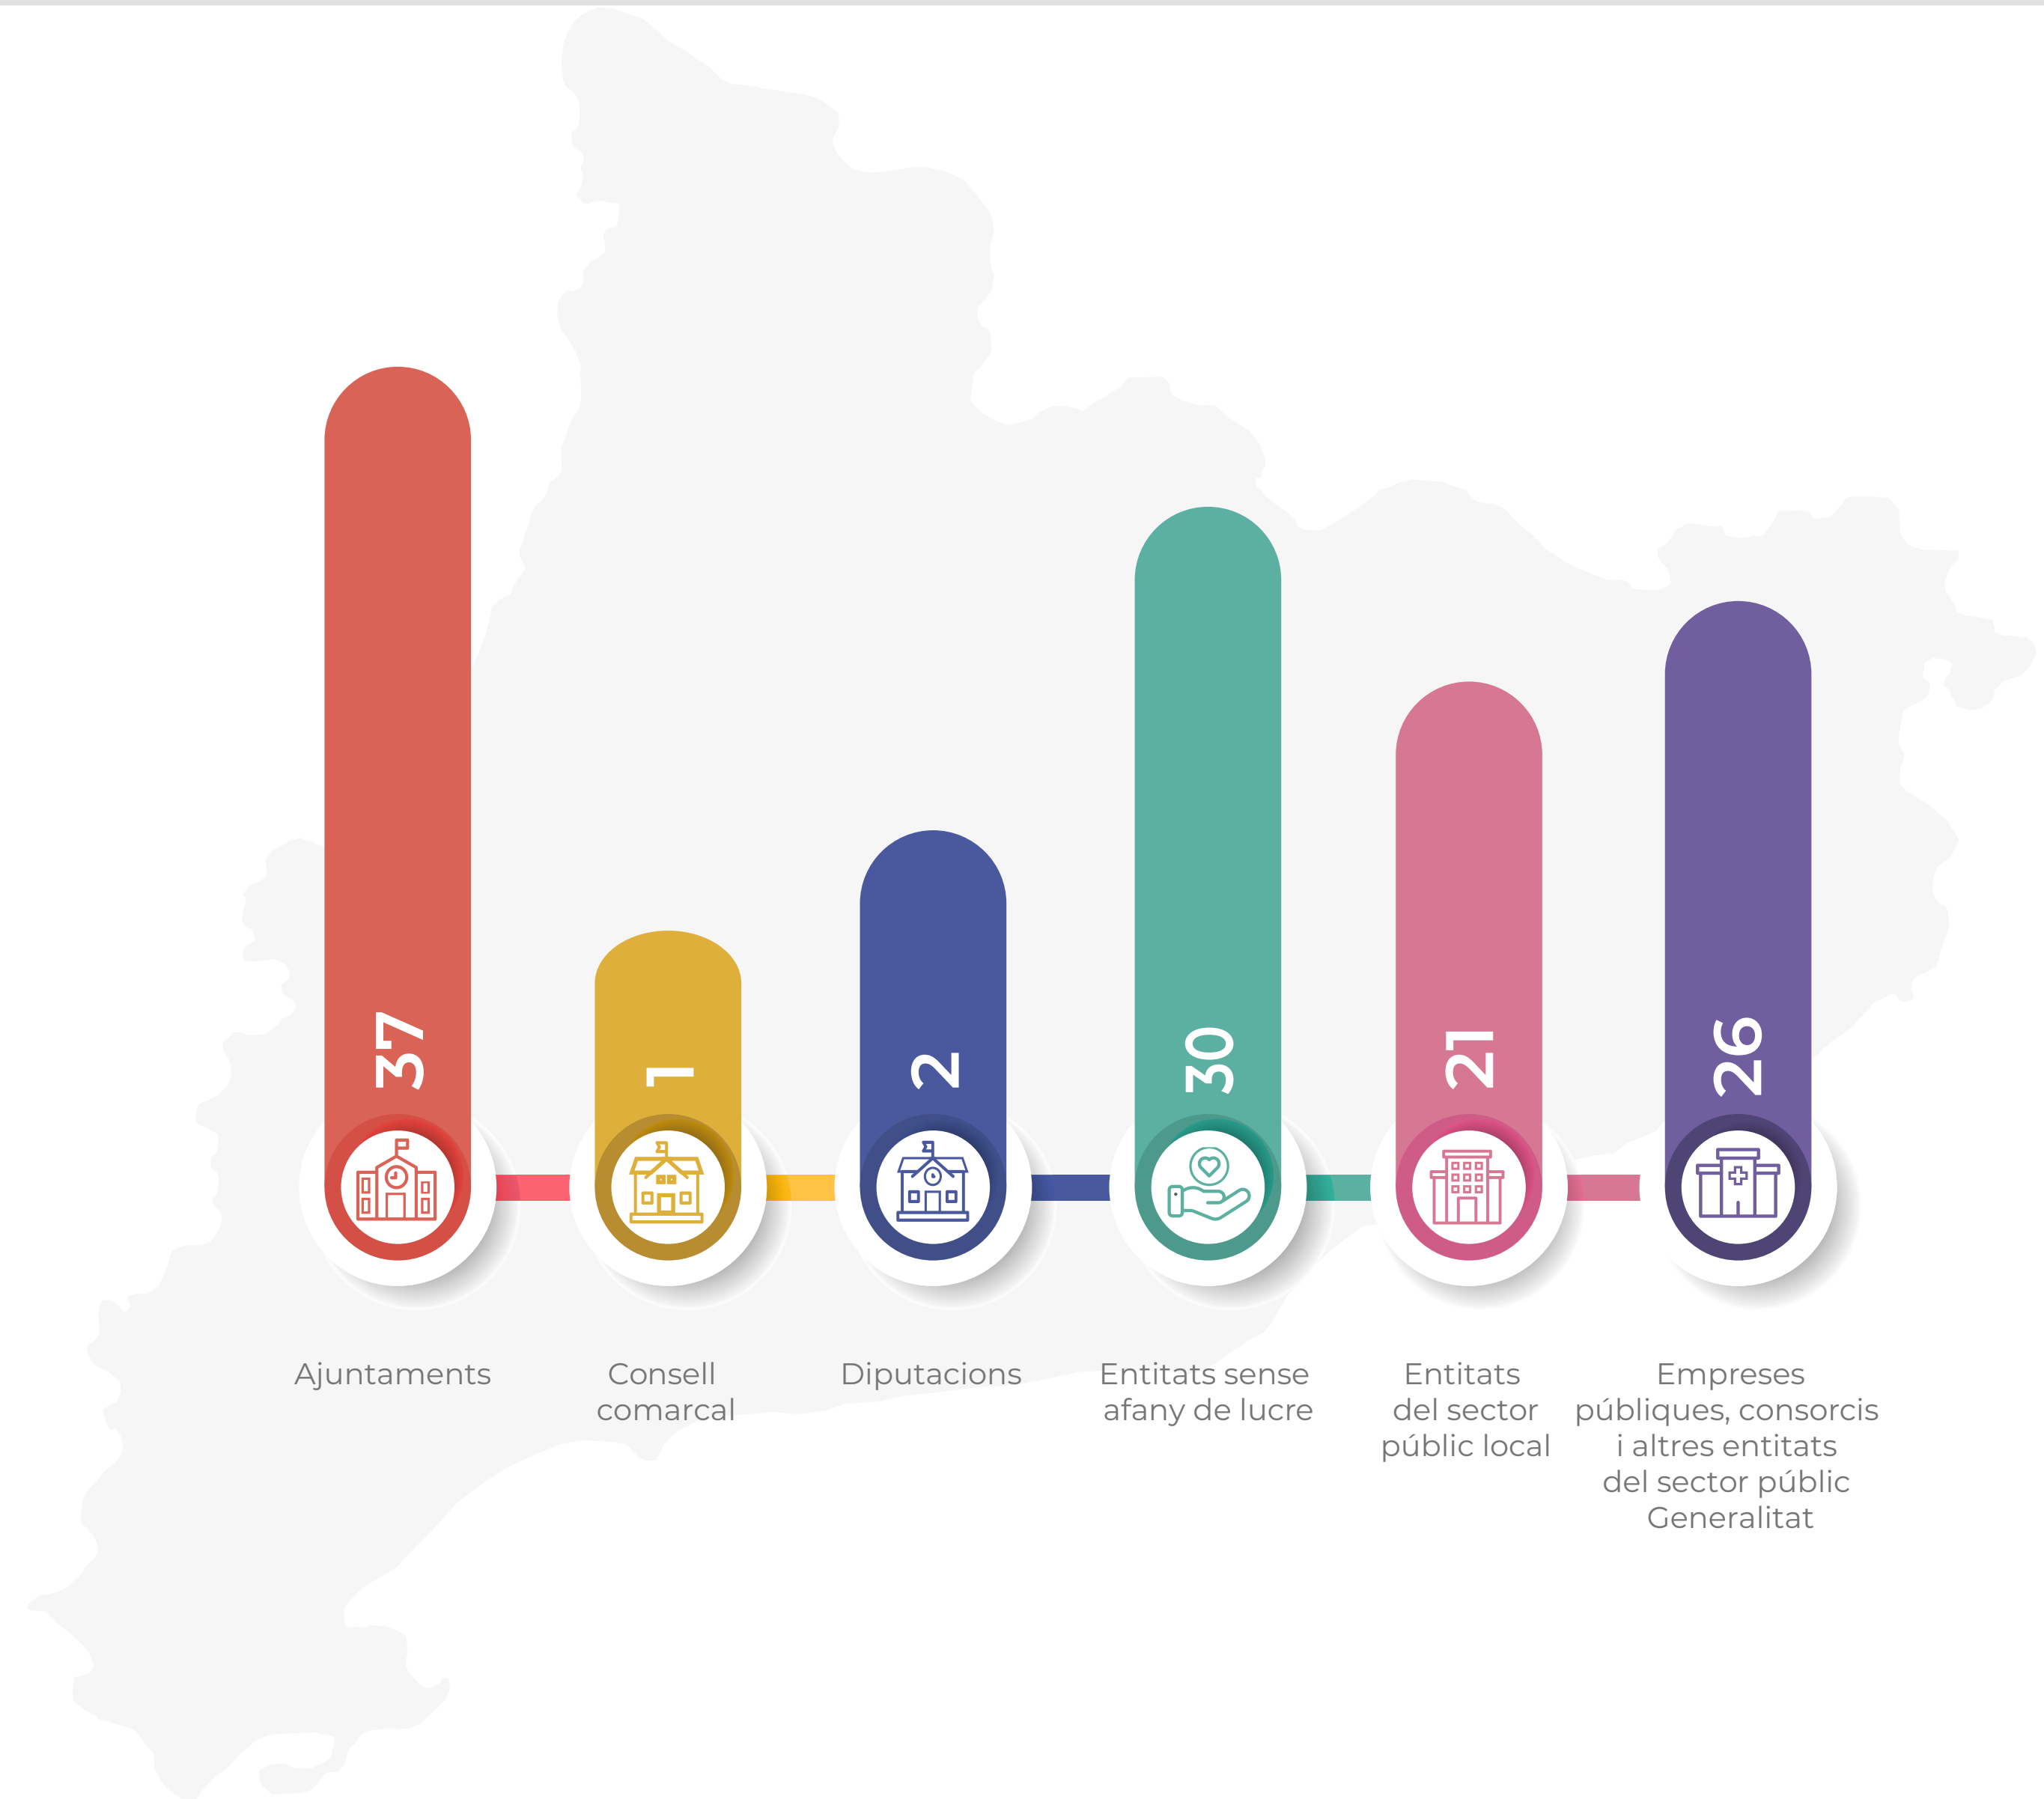 37
1
2
30
21
26
Ajuntaments
Consell
comarcal
Diputacions
Entitats sense
afany de lucre
Entitats
del sector
públic local
Empreses
públiques, consorcis
i altres entitats
del sector públic
Generalitat